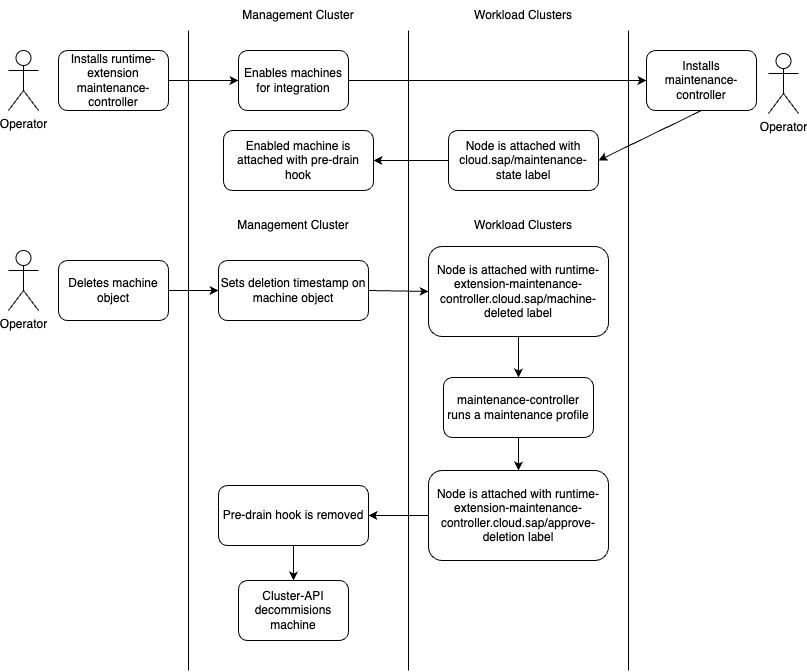 Management Cluster
Workload Clusters
Operator
Installs runtime-
extension
maintenance-
controller
Enables machines
for integration
Installs
maintenance-
controller
Operator
Enabled machine is
attached with pre-drain
hook
Node is attached with
cloud.sap/maintenance-
state label
Management Cluster
Workload Clusters
Operator
Deletes machine
object
Sets deletion timestamp on
machine object
Node is attached with runtime-
extension-maintenance-
controller.cloud.sap/machine-
deleted label
maintenance-controller
runs a maintenance profile
Node is attached with runtime-
extension-maintenance-
controller.cloud.sap/approve-
deletion label
Pre-drain hook is removed
Cluster-API
decommisions
machine